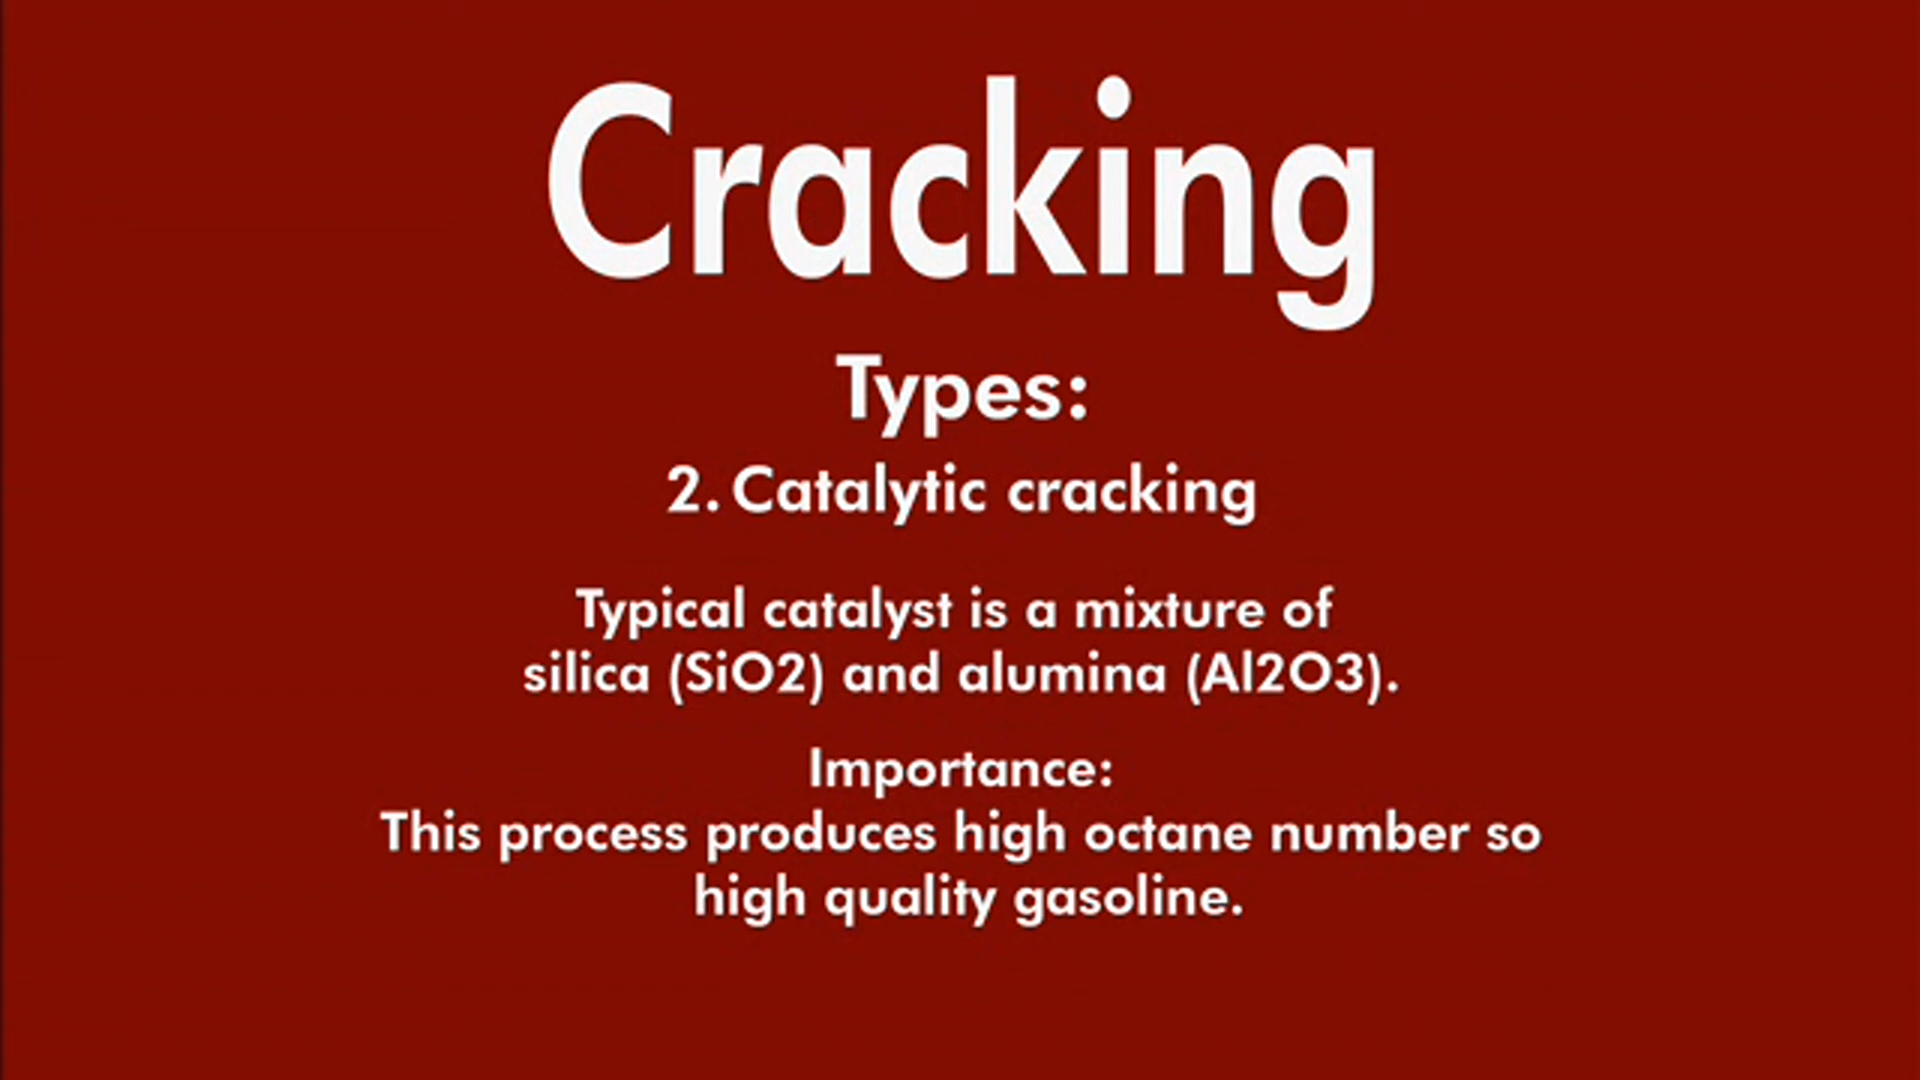 Cracking
Types:
2. Catalytic cracking
Typical catalyst is a mixture of
silica (SiO2) and alumina (Al2O3).
Importance:
This process produces high octane number so
high quality gasoline.